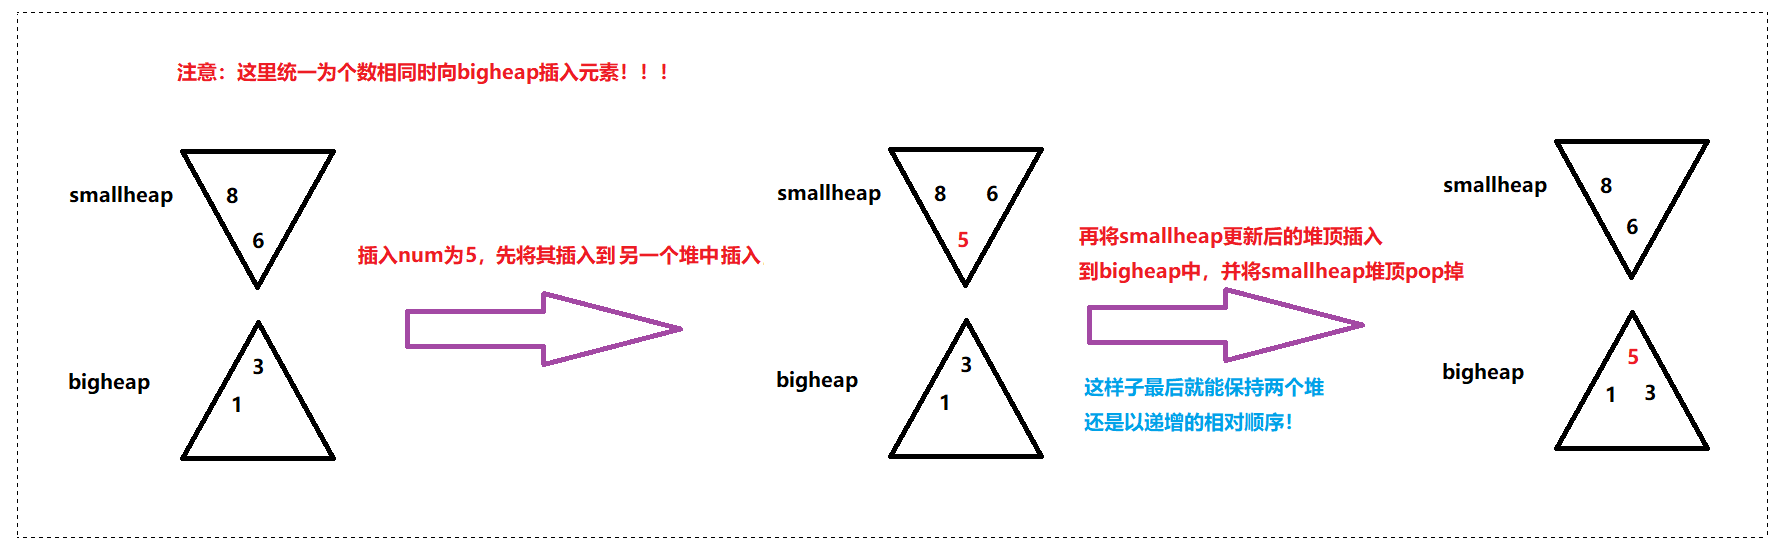 注意：这里统一为个数相同时向bigheap插入元素！！！
smallheap
8
6
3
bigheap
1
插入num为5，先将其插入到 另一个堆中 插入
smallheap
8 6
5
3
bigheap
1
再将smallheap更新后的堆顶插入
到bigheap中，并将smallheap堆顶pop掉
这样子最后就能保持两个堆
还是以递增的相对顺序！
smallheap
8
6
5
bigheap
1 3